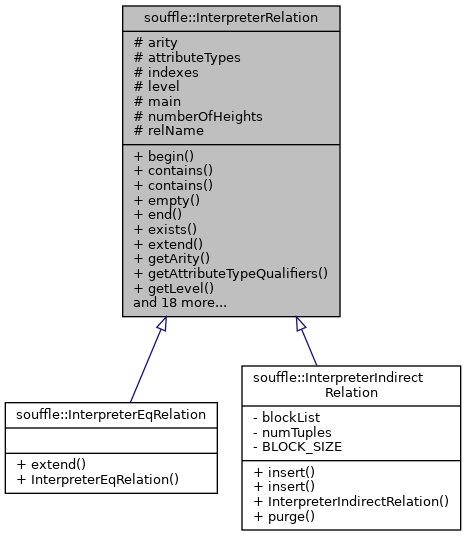 souffle::InterpreterRelation
# arity
# attributeTypes
# indexes
# level
# main
# numberOfHeights
# relName
+ begin()
+ contains()
+ contains()
+ empty()
+ end()
+ exists()
+ extend()
+ getArity()
+ getAttributeTypeQualifiers()
+ getLevel()
and 18 more...
souffle::InterpreterEqRelation
+ extend()
+ InterpreterEqRelation()
souffle::InterpreterIndirect
Relation
- blockList
- numTuples
- BLOCK_SIZE
+ insert()
+ insert()
+ InterpreterIndirectRelation()
+ purge()